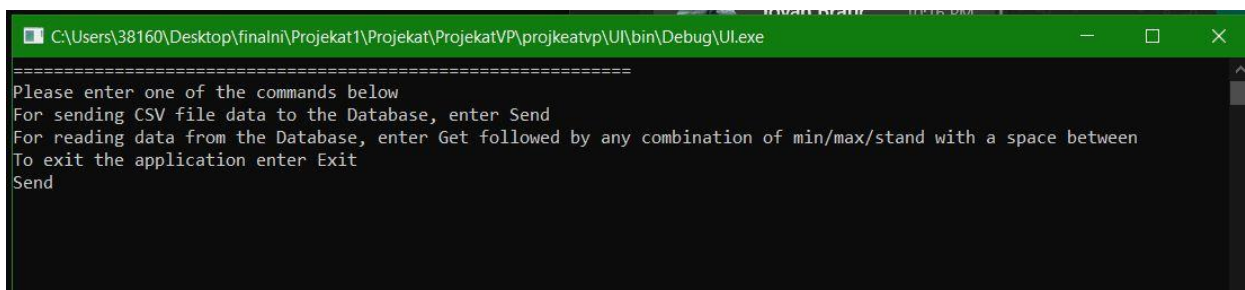 C:\Users\38160\Desktop\finalni\Projekat1\Projekat\ProjekatVP\projkeatvp\UI\bin\Debug\UI.exe
=============================================================
Please enter one of the commands below
For sending CSV file data to the Database, enter Send
For reading data from the Database, enter Get followed by any combination of min/max/stand with a space between
To exit the application enter Exit
Send